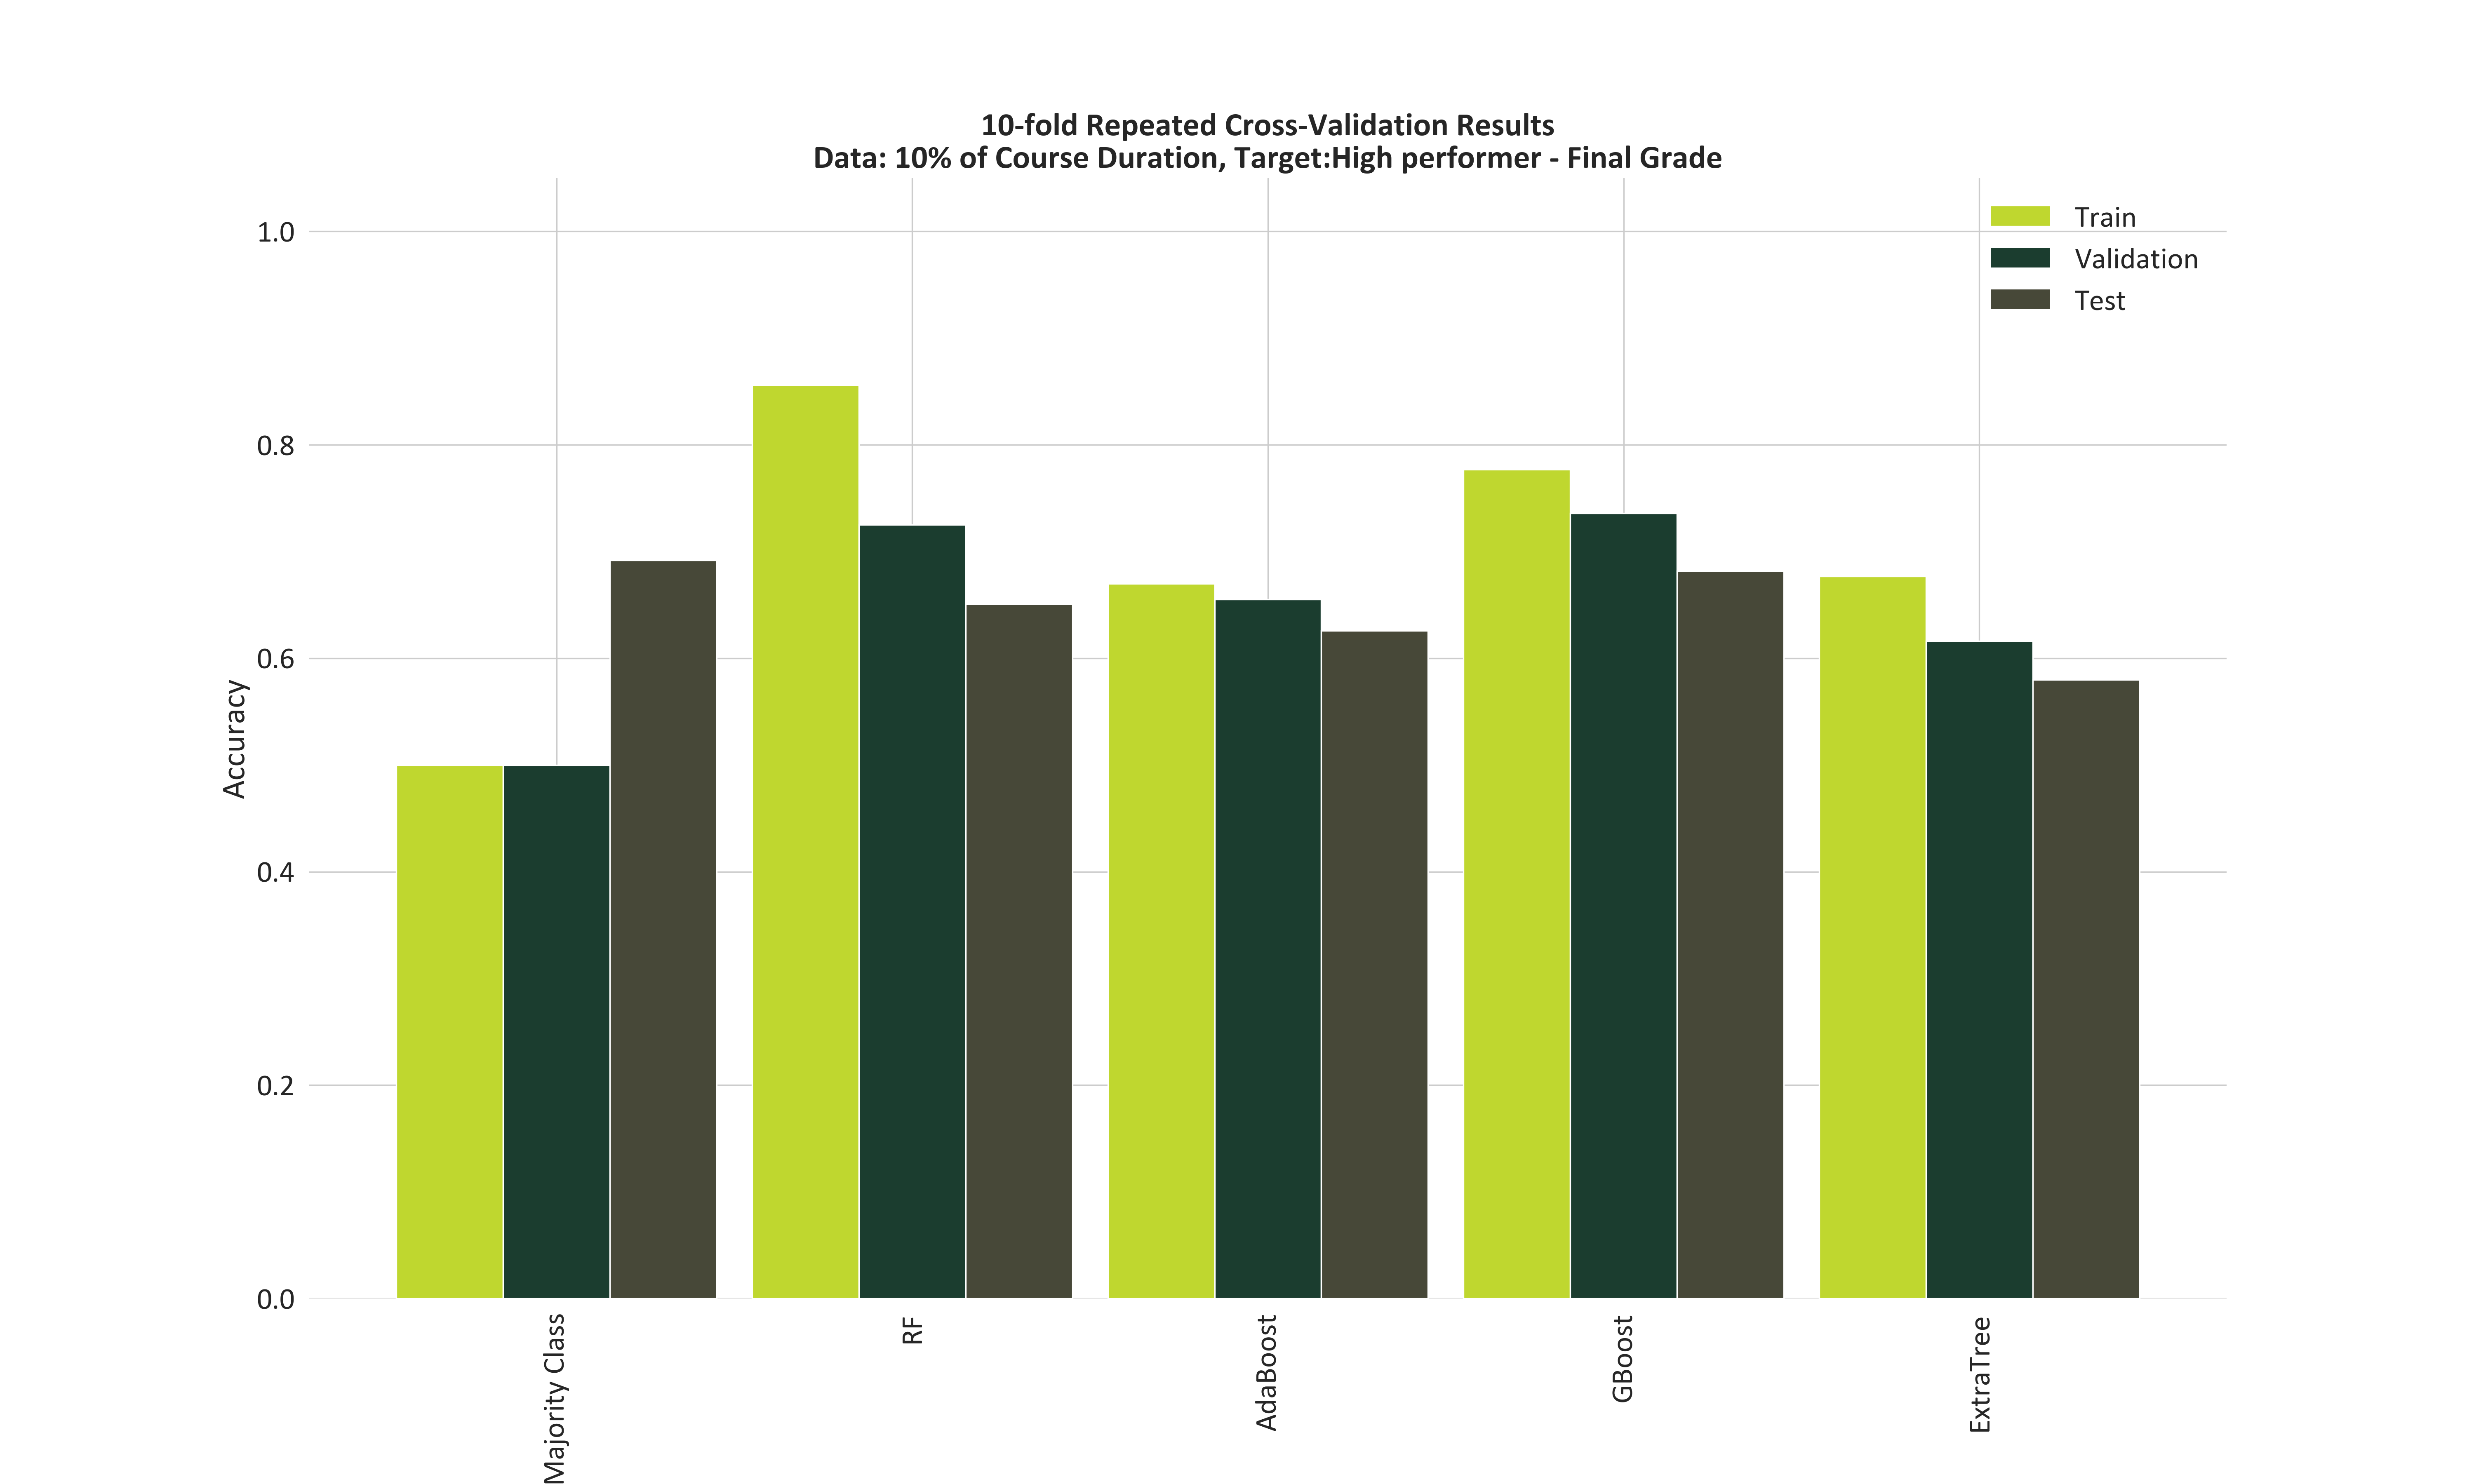 10-fold Repeated Cross-Validation Results
Data: 10% of Course Duration, Target:High performer - Final Grade
Train
Validation
Test
Accuracy
1.0
0.8
0.6
0.4
0.2
0.0
Majority Class
RF
AdaBoost
GBoost
ExtraTree